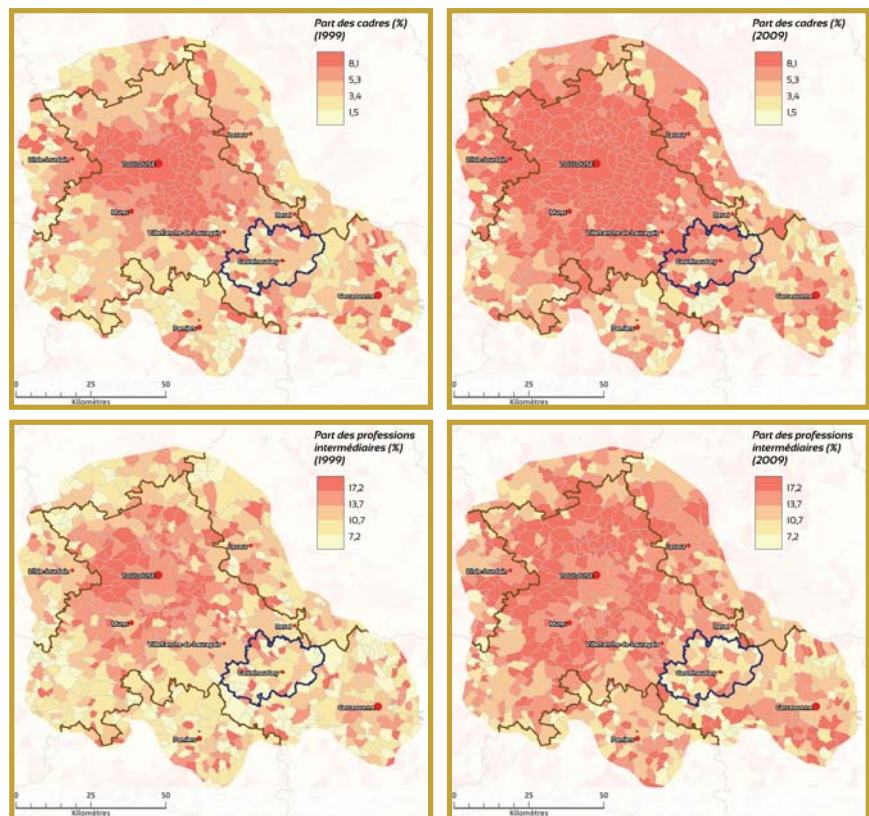 Part des cadres (%)
(1999)
8,1
5,3
3,4
1,5
Lavaur
L'Isle-Jourdain
TOULOUSE
Muret
Revel
Villefranche-de-Lauragais
Castelnaudary
Carcassonne
Pamiers
0 25 50
Kilomètres
Part des cadres (%)
(2009)
8,1
5,3
3,4
1,5
Lavaur
L'Isle-Jourdain
TOULOUSE
Muret
Revel
Villefranche-de-Lauragais
Castelnaudary
Carcassonne
Pamiers
0 25 50
Kilomètres
Part des professions
intermédiaires (%)
(1999)
17,2
13,7
10,7
7,2
Lavaur
L'Isle-Jourdain
TOULOUSE
Muret
Revel
Villefranche-de-Lauragais
Castelnaudary
Carcassonne
Pamiers
0 25 50
Kilomètres
Part des professions
intermédiaires (%)
(2009)
17,2
13,7
10,7
7,2
Lavaur
L'Isle-Jourdain
TOULOUSE
Muret
Revel
Villefranche-de-Lauragais
Castelnaudary
Carcassonne
Pamiers
0 25 50
Kilomètres